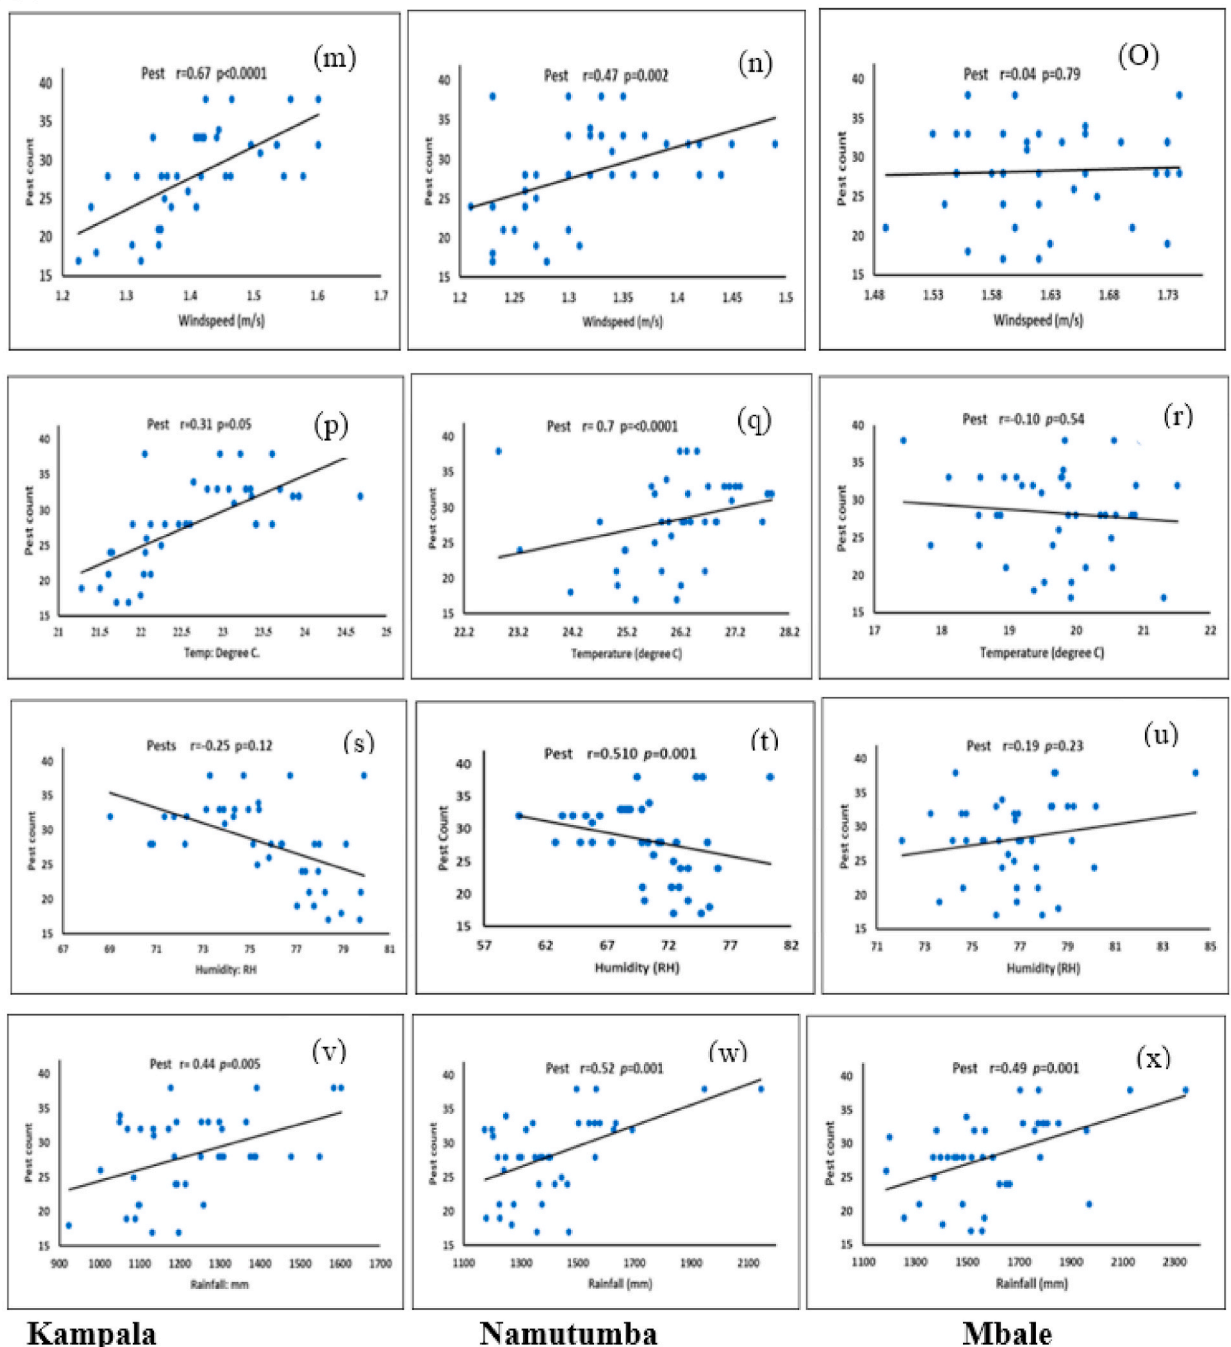 (m)
Pest r=0.67 p<0.0001
Pest count
40
35
30
25
20
15
1.2 1.3 1.4 1.5 1.6 1.7
Windspeed (m/s)
(n)
Pest r=0.47 p=0.002
Pest count
40
35
30
25
20
15
1.2 1.25 1.3 1.35 1.4 1.45 1.5
Windspeed (m/s)
(O)
Pest r=0.04 p=0.79
Pest count
40
35
30
25
20
15
1.48 1.53 1.58 1.63 1.68 1.73
Windspeed (m/s)
(p)
Pest r=0.31 p=0.05
Pest count
40
35
30
25
20
15
21 21.5 22 22.5 23 23.5 24 24.5 25
Temp: Degree C.
(q)
Pest r= 0.7 p=<0.0001
Pest count
40
35
30
25
20
15
22.2 23.2 24.2 25.2 26.2 27.2 28.2
Temperature (degree C)
(r)
Pest r=-0.10 p=0.54
Pest count
40
35
30
25
20
15
17 18 19 20 21 22
Temperature (degree C)
(s)
Pests r=-0.25 p=0.12
Pest count
40
35
30
25
20
15
67 69 71 73 75 77 79 81
Humidity: RH
(t)
Pest r=0.510 p=0.001
Pest Count
40
35
30
25
20
15
57 62 67 72 77 82
Humidity (RH)
(u)
Pest r=0.19 p=0.23
Pest count
40
35
30
25
20
15
71 73 75 77 79 81 83 85
Humidity (RH)
(v)
Pest r= 0.44 p=0.005
Pest count
40
35
30
25
20
15
900 1000 1100 1200 1300 1400 1500 1600 1700
Rainfall: mm
(w)
Pest r=0.52 p=0.001
Pest count
40
35
30
25
20
15
1100 1300 1500 1700 1900 2100
Rainfall (mm)
(x)
Pest r=0.49 p=0.001
Pest count
40
35
30
25
20
15
1100 1300 1500 1700 1900 2100 2300
Rainfall (mm)
Kampala Namutumba Mbale